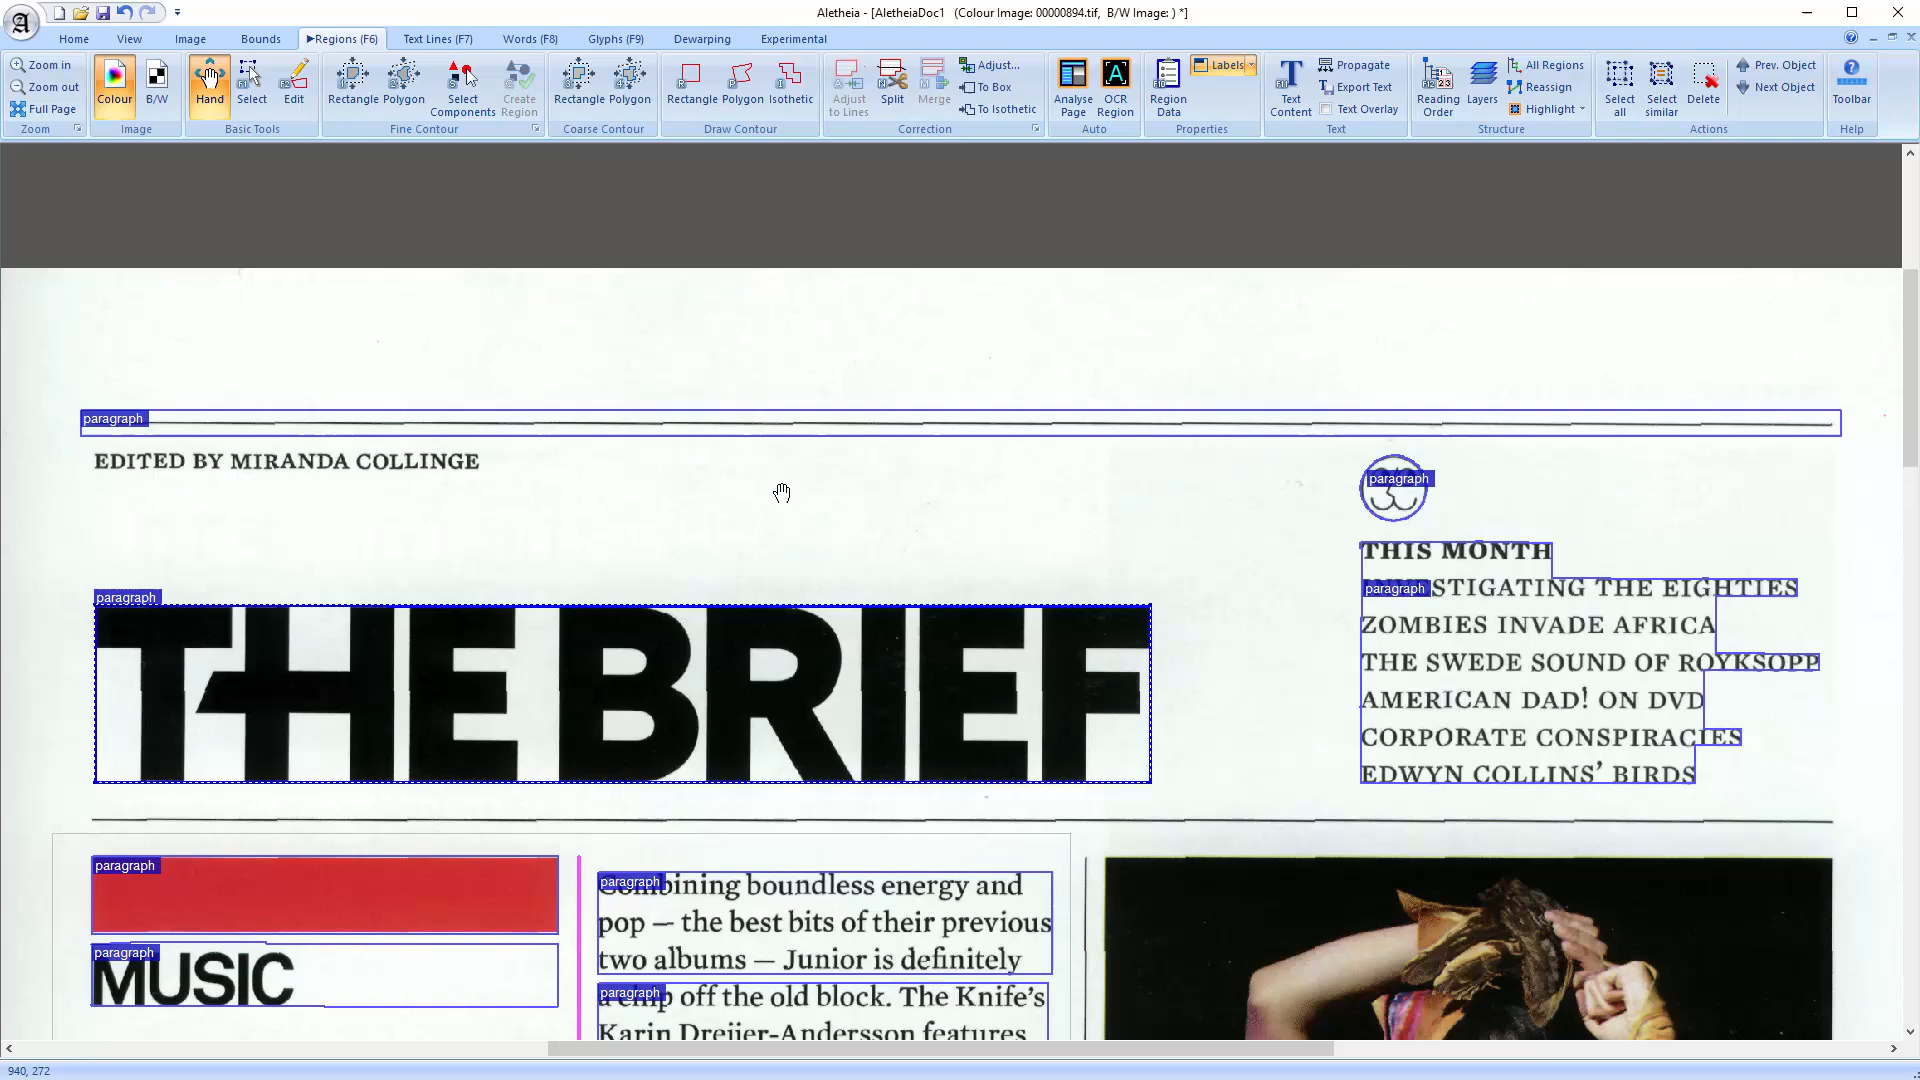 Aletheia - [AletheiaDoc1 (Colour Image: 00000894.tif, B/W Image: ) *]
Home View Image Bounds ▸Regions (F6) Text Lines (F7) Words (F8) Glyphs (F9) Dewarping Experimental
Zoom in
Zoom out
Full Page
Zoom
Colour B/W
Image
Hand Select Edit
Basic Tools
Rectangle Polygon Select Components Create Region
Fine Contour
Rectangle Polygon
Coarse Contour
Rectangle Polygon Isothetic
Draw Contour
Adjust to Lines Split Merge
Adjust...
To Box
To Isothetic
Correction
Analyse Page OCR Region
Auto
Region Data Labels
Properties
Text Content
Propagate
Export Text
Text Overlay
Text
Reading Order Layers
All Regions
Reassign
Highlight
Structure
Select all Select similar Delete
Prev. Object
Next Object
Actions
Toolbar
Help
paragraph
EDITED BY MIRANDA COLLINGE
paragraph
THE BRIEF
paragraph
THIS MONTH
paragraph
STIGATING THE EIGHTIES
ZOMBIES INVADE AFRICA
THE SWEDE SOUND OF ROYKSOPP
AMERICAN DAD! ON DVD
CORPORATE CONSPIRACIES
EDWYN COLLINS' BIRDS
paragraph
paragraph
MUSIC
paragraph
Combining boundless energy and
pop — the best bits of their previous
two albums — Junior is definitely
paragraph
a chip off the old block. The Knife's
Karin Dreijer-Andersson features
940, 272